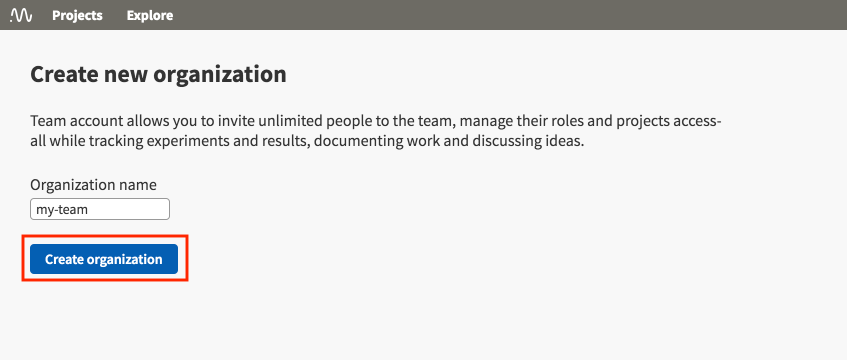 Projects Explore
Create new organization
Team account allows you to invite unlimited people to the team, manage their roles and projects access-
all while tracking experiments and results, documenting work and discussing ideas.
Organization name
my-team
Create organization